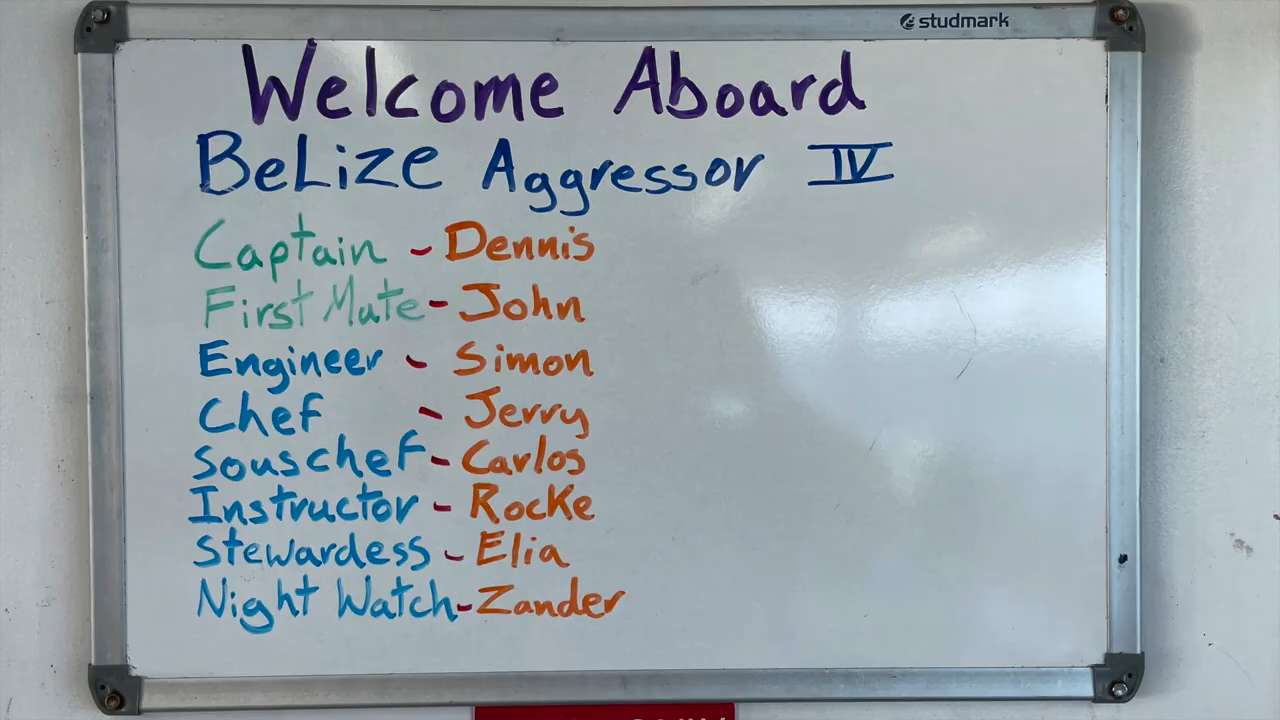 studmark
Welcome Aboard
BeLize Aggressor IV
Captain - Dennis
First Mate - John
Engineer - Simon
Chef - Jerry
Souschef - Carlos
Instructor - Rocke
Stewardess - Elia
Night Watch - Zander